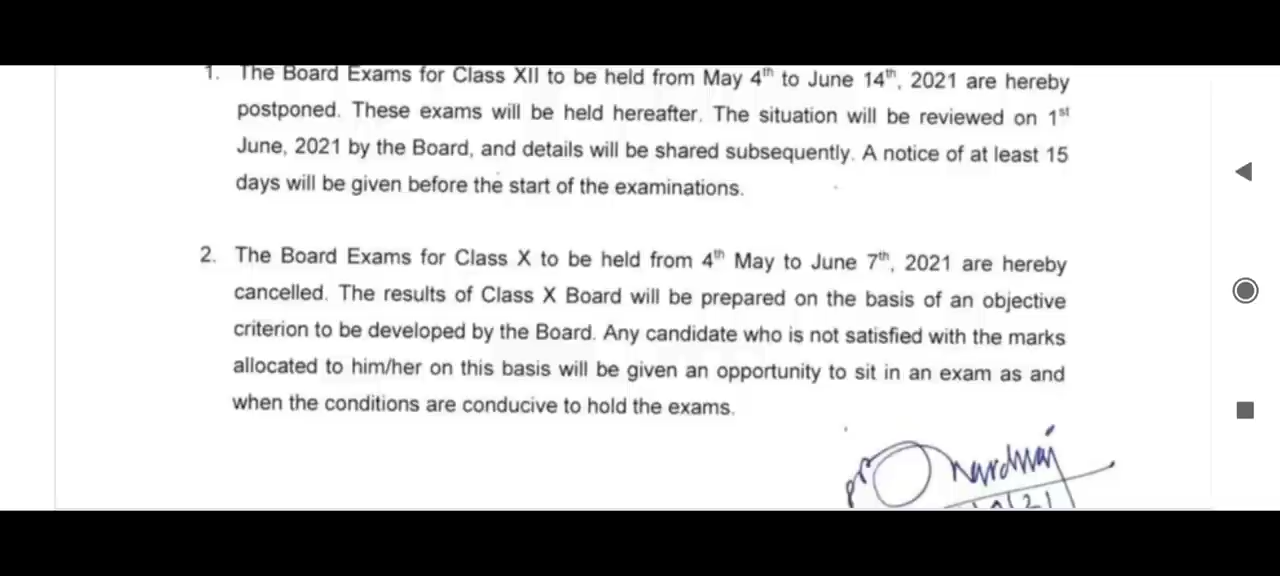 1. The Board Exams for Class XII to be held from May 4th to June 14th, 2021 are hereby
postponed. These exams will be held hereafter. The situation will be reviewed on 1st
June, 2021 by the Board, and details will be shared subsequently. A notice of at least 15
days will be given before the start of the examinations.
2. The Board Exams for Class X to be held from 4th May to June 7th, 2021 are hereby
cancelled. The results of Class X Board will be prepared on the basis of an objective
criterion to be developed by the Board. Any candidate who is not satisfied with the marks
allocated to him/her on this basis will be given an opportunity to sit in an exam as and
when the conditions are conducive to hold the exams.